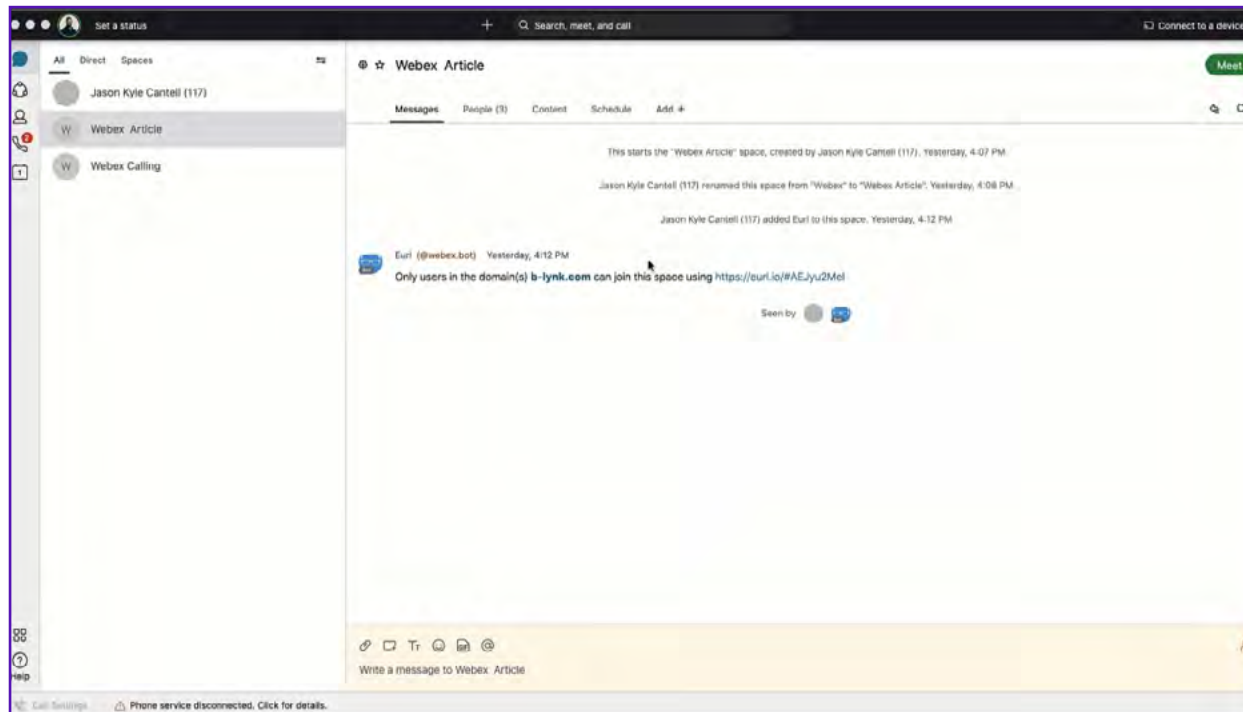 Set a status
Search, meet, and call
Connect to a device
All Direct Spaces
Jason Kyle Cantell (117)
W Webex Article
W Webex Calling
2
1
Webex Article
Meet
Messages People (3) Content Schedule Add +
This starts the "Webex Article" space, created by Jason Kyle Cantell (117). Yesterday, 4:07 PM
Jason Kyle Cantell (117) renamed this space from "Webex" to "Webex Article". Yesterday, 4:08 PM
Jason Kyle Cantell (117) added Eurl to this space. Yesterday, 4:12 PM
Eurl (@webex.bot) Yesterday, 4:12 PM
Only users in the domain(s) b-lynk.com can join this space using https://eurl.io/#AEJyu2MeI
Seen by
Write a message to Webex Article
Help
Call Settings
Phone service disconnected. Click for details.